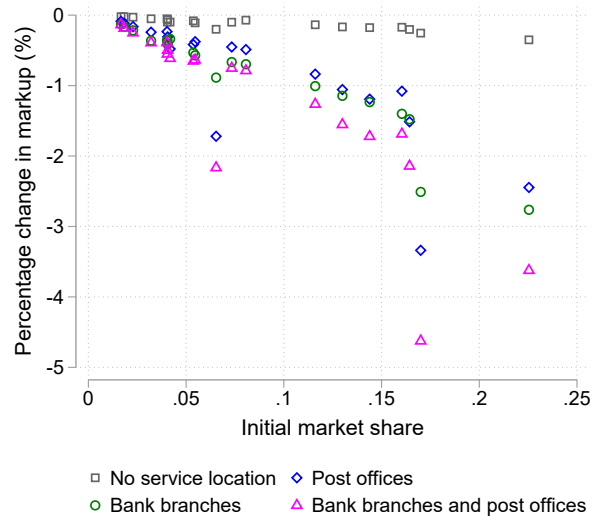 Percentage change in markup (%)
0
-1
-2
-3
-4
-5
0 .05 .1 .15 .2 .25
Initial market share
No service location Post offices
Bank branches Bank branches and post offices